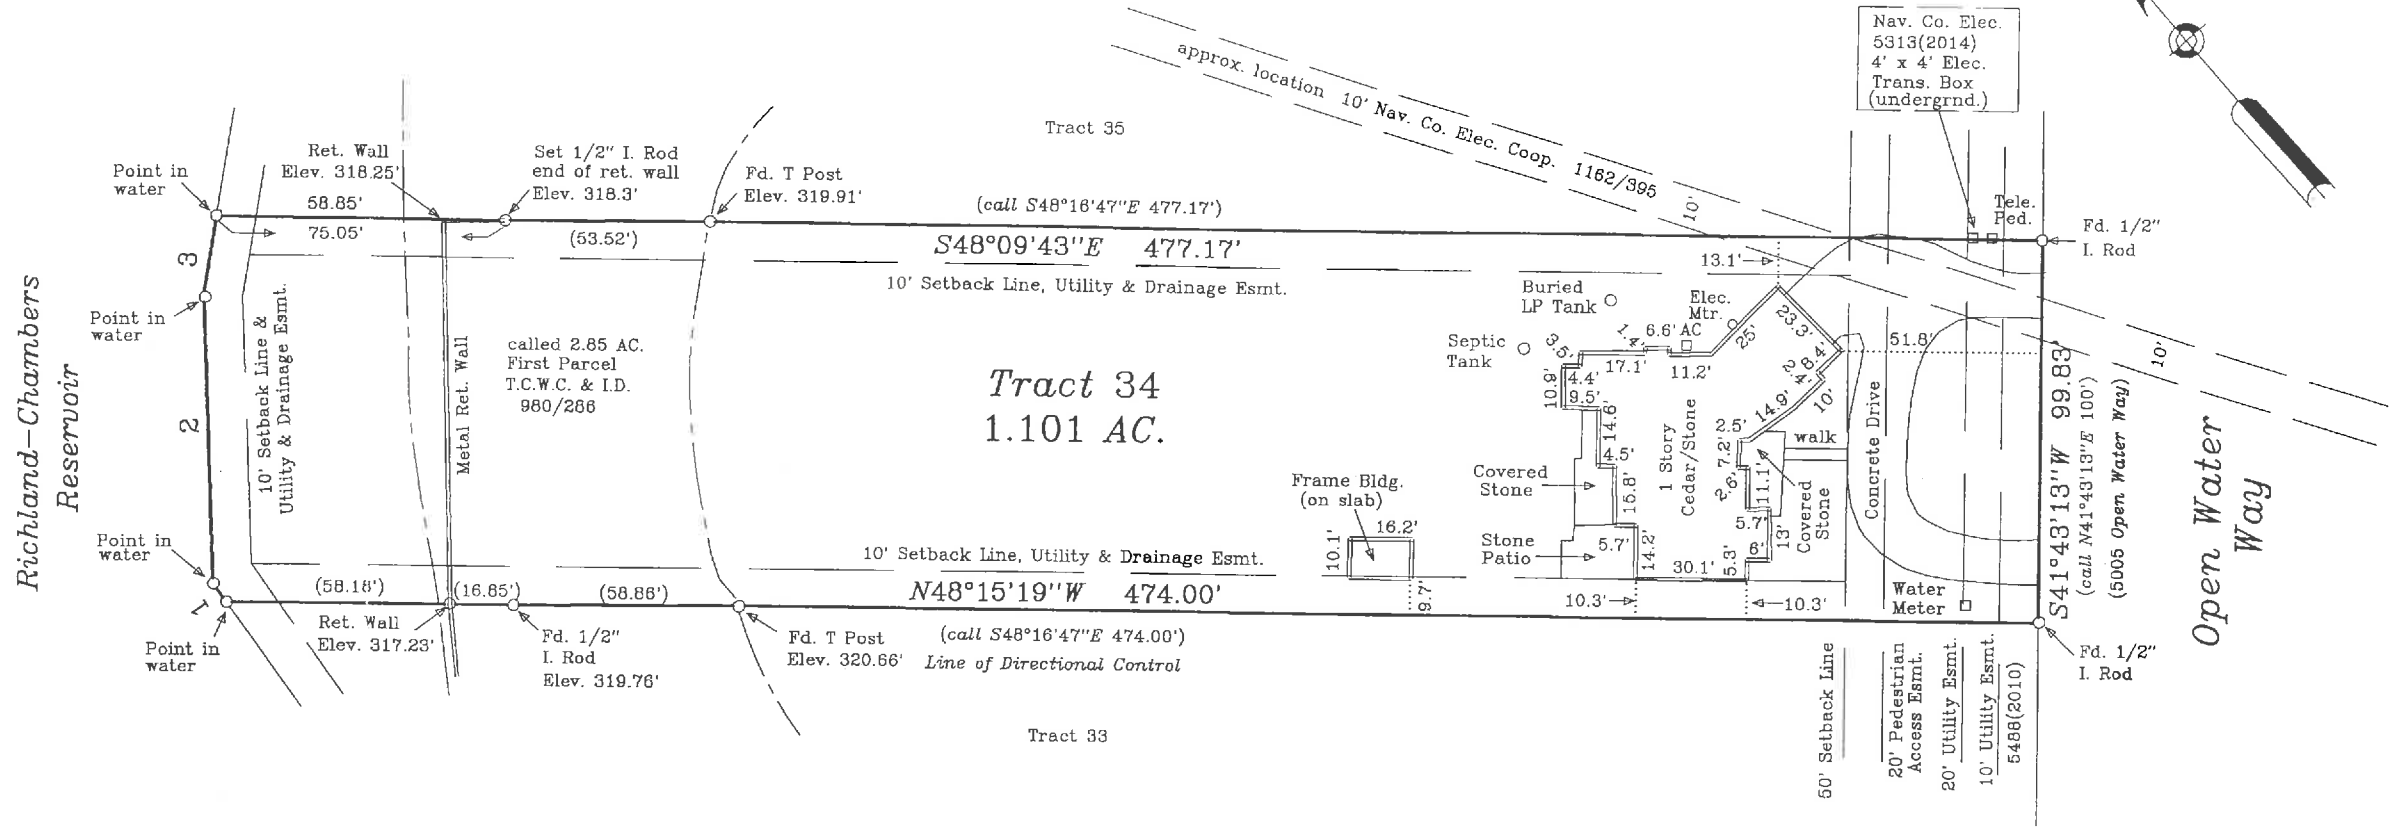 Nav. Co. Elec.
5313(2014)
4' x 4' Elec.
Trans. Box
(undergrnd.)
approx. location 10' Nav. Co. Elec. Coop. 1162/395
10'
Tract 35
Ret. Wall
Elev. 318.25'
Set 1/2" I. Rod
end of ret. wall
Elev. 318.3'
Fd. T Post
Elev. 319.91'
Point in
water
58.85'
75.05'
(53.52')
(call S48°16'47"E 477.17')
S48°09'43"E 477.17'
10' Setback Line, Utility & Drainage Esmt.
Tele.
Ped.
Fd. 1/2"
I. Rod
13.1'
3
Point in
water
Richland-Chambers
Reservoir
2
10' Setback Line &
Utility & Drainage Esmt.
Metal Ret. Wall
called 2.85 AC.
First Parcel
T.C.W.C. & I.D.
980/286
Tract 34
1.101 AC.
Buried
LP Tank
Septic
Tank
Elec.
Mtr.
6.6' AC
1.4'
3.5'
17.1'
11.2'
25'
23.3'
8.4'
2.4'
10'
14.9'
51.8'
10.9'
4.4'
9.5'
14.6'
4.5'
15.8'
1 Story
Cedar/Stone
2.5'
7.2'
2.6'
11.1'
5.7'
13'
6'
5.3'
walk
Covered
Stone
Concrete Drive
Covered
Stone
Stone
Patio
5.7'
14.2'
30.1'
Frame Bldg.
(on slab)
16.2'
10.1'
9.7'
10.3'
10.3'
Water
Meter
S41°43'13"W 99.83'
(call N41°43'13"E 100')
(5005 Open Water Way)
10'
Open Water
Way
Point in
water
1
Point in
water
(58.18')
(16.85')
(58.86')
Ret. Wall
Elev. 317.23'
Fd. 1/2"
I. Rod
Elev. 319.76'
Fd. T Post
Elev. 320.66'
10' Setback Line, Utility & Drainage Esmt.
N48°15'19"W 474.00'
(call S48°16'47"E 474.00')
Line of Directional Control
Tract 33
50' Setback Line
20' Pedestrian
Access Esmt.
20' Utility Esmt.
10' Utility Esmt.
5488(2010)
Fd. 1/2"
I. Rod